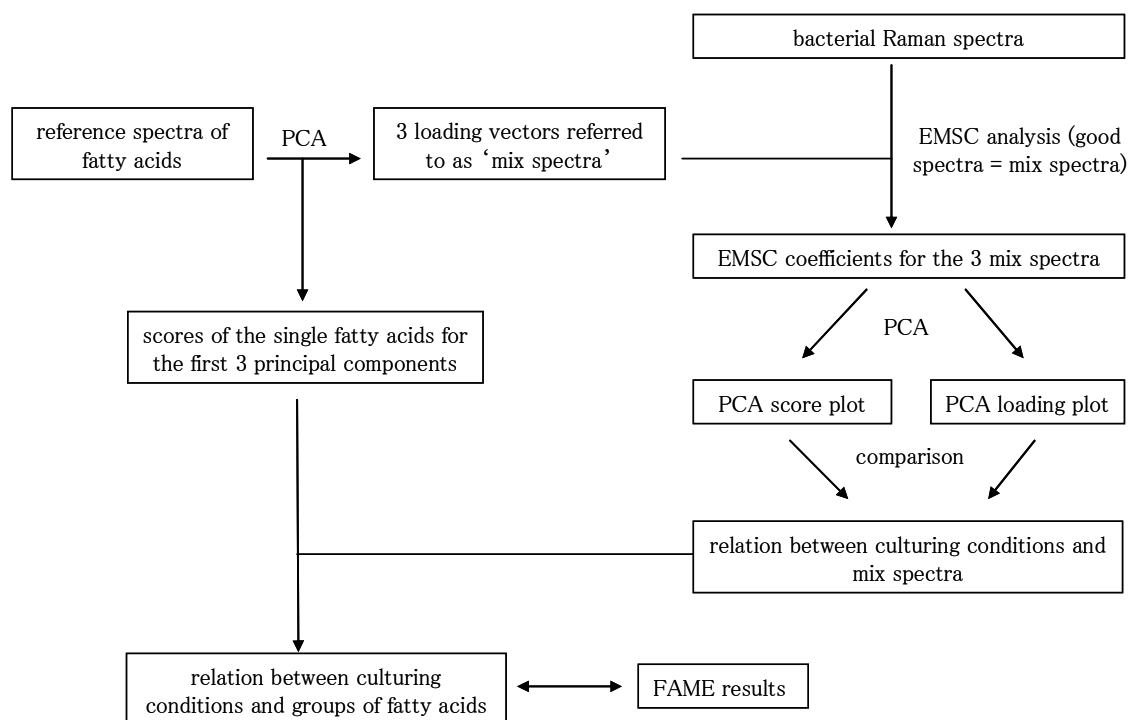 bacterial Raman spectra
reference spectra of
fatty acids
PCA
3 loading vectors referred
to as ‘mix spectra’
EMSC analysis (good
spectra = mix spectra)
EMSC coefficients for the 3 mix spectra
scores of the single fatty acids for
the first 3 principal components
PCA
PCA score plot
PCA loading plot
comparison
relation between culturing conditions and
mix spectra
relation between culturing
conditions and groups of fatty acids
FAME results